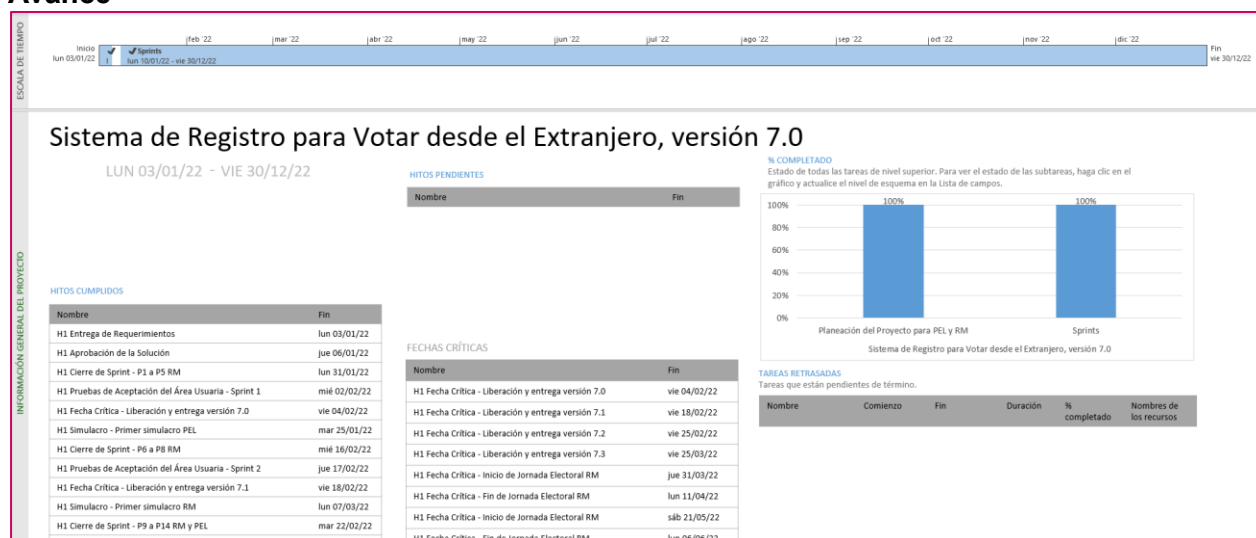 Avance
ESCALA DE TIEMPO
Inicio
lun 03/01/22
feb '22 mar '22 abr '22 may '22 jun '22 jul '22 ago '22 sep '22 oct '22 nov '22 dic '22
I
Sprints
lun 10/01/22 - vie 30/12/22
Fin
vie 30/12/22
INFORMACIÓN GENERAL DEL PROYECTO
Sistema de Registro para Votar desde el Extranjero, versión 7.0
LUN 03/01/22 - VIE 30/12/22
HITOS CUMPLIDOS
Nombre Fin
H1 Entrega de Requerimientos lun 03/01/22
H1 Aprobación de la Solución jue 06/01/22
H1 Cierre de Sprint - P1 a P5 RM lun 31/01/22
H1 Pruebas de Aceptación del Área Usuaria - Sprint 1 mié 02/02/22
H1 Fecha Crítica - Liberación y entrega versión 7.0 vie 04/02/22
H1 Simulacro - Primer simulacro PEL mar 25/01/22
H1 Cierre de Sprint - P6 a P8 RM mié 16/02/22
H1 Pruebas de Aceptación del Área Usuaria - Sprint 2 jue 17/02/22
H1 Fecha Crítica - Liberación y entrega versión 7.1 vie 18/02/22
H1 Simulacro - Primer simulacro RM lun 07/03/22
H1 Cierre de Sprint - P9 a P14 RM y PEL mar 22/02/22
HITOS PENDIENTES
Nombre Fin
FECHAS CRÍTICAS
Nombre Fin
H1 Fecha Crítica - Liberación y entrega versión 7.0 vie 04/02/22
H1 Fecha Crítica - Liberación y entrega versión 7.1 vie 18/02/22
H1 Fecha Crítica - Liberación y entrega versión 7.2 vie 25/02/22
H1 Fecha Crítica - Liberación y entrega versión 7.3 vie 25/03/22
H1 Fecha Crítica - Inicio de Jornada Electoral RM jue 31/03/22
H1 Fecha Crítica - Fin de Jornada Electoral RM lun 11/04/22
H1 Fecha Crítica - Inicio de Jornada Electoral RM sáb 21/05/22
H1 Fecha Crítica - Fin de Jornada Electoral RM lun 06/06/22
% COMPLETADO
Estado de todas las tareas de nivel superior. Para ver el estado de las subtareas, haga clic en el
gráfico y actualice el nivel de esquema en la Lista de campos.
100% 100%
100%
80%
60%
40%
20%
0%
Planeación del Proyecto para PEL y RM Sprints
Sistema de Registro para Votar desde el Extranjero, versión 7.0
TAREAS RETRASADAS
Tareas que están pendientes de término.
Nombre Comienzo Fin Duración % completado Nombres de los recursos